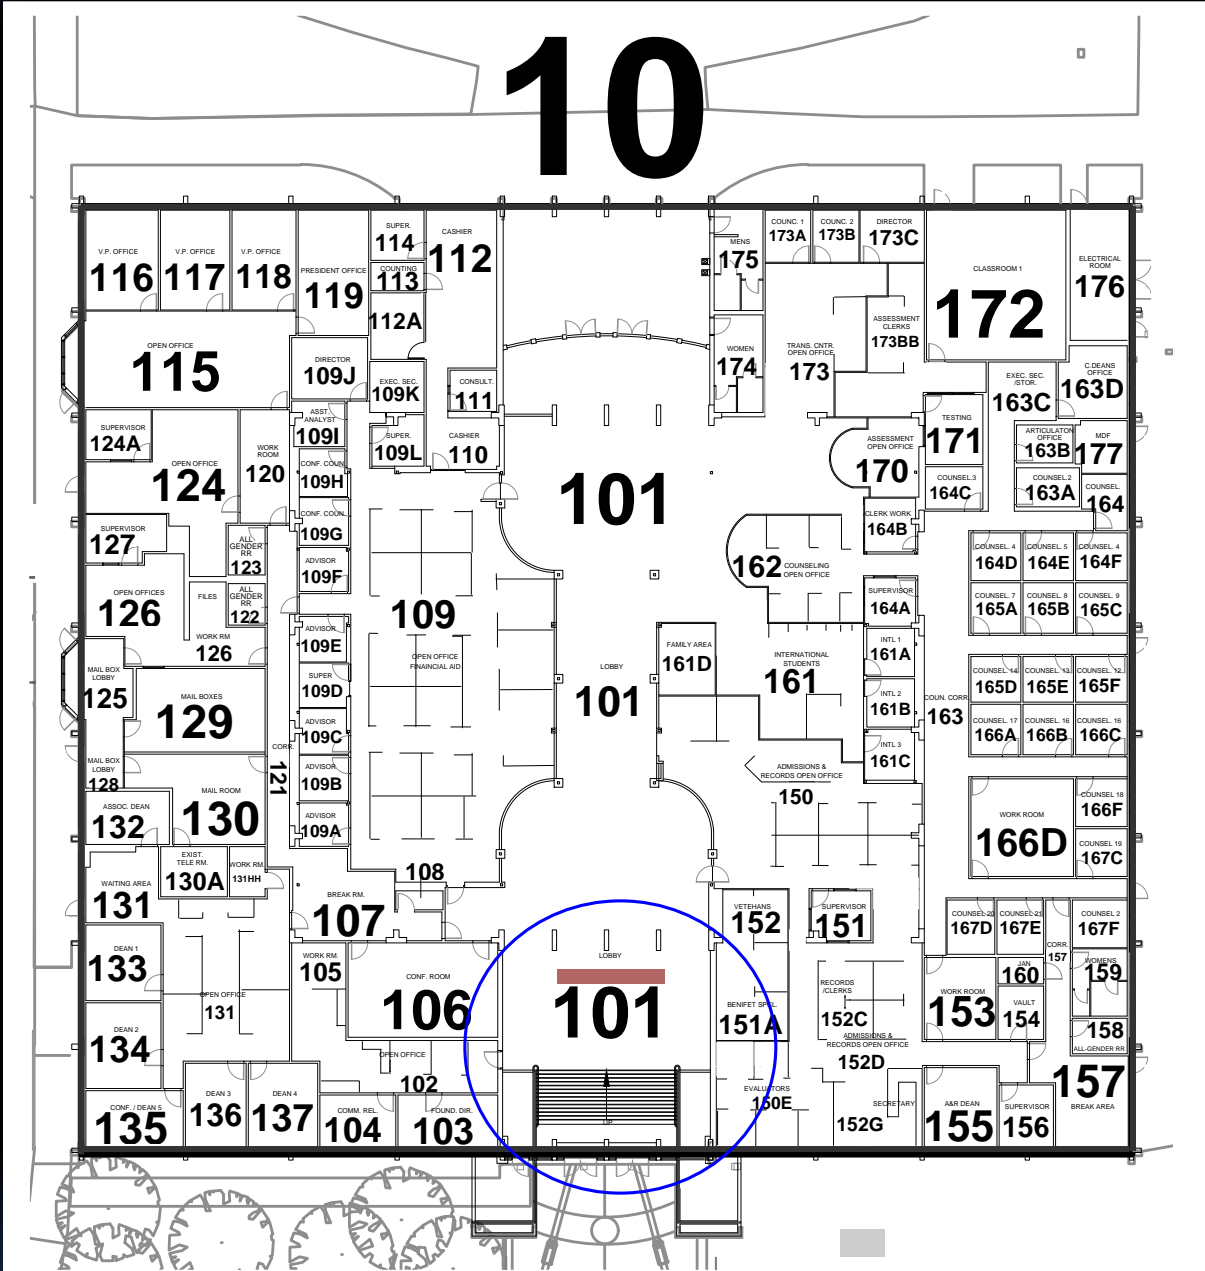 10
V.P. OFFICE
116
V.P. OFFICE
117
V.P. OFFICE
118
PRESIDENT OFFICE
119
SUPER.
114
COUNTING
113
112A
CASHIER
112
MENS
175
COUNC. 1
173A
COUNC. 2
173B
DIRECTOR
173C
CLASSROOM 1
172
ELECTRICAL
ROOM
176
OPEN OFFICE
115
DIRECTOR
109J
EXEC. SEC.
109K
CONSULT.
111
WOMEN
174
TRANS. CNTR.
OPEN OFFICE
173
ASSESSMENT
CLERKS
173BB
EXEC. SEC.
/STOR.
163C
C.DEANS
OFFICE
163D
SUPERVISOR
124A
OPEN OFFICE
124
WORK
ROOM
120
ASST.
ANALYST
109I
SUPER.
109L
CASHIER
110
ASSESSMENT
OPEN OFFICE
170
TESTING
171
ARTICULATON
OFFICE
163B
MDF
177
CONF. COUN.
109H
101
COUNSEL.3
164C
COUNSEL.2
163A
COUNSEL.
164
CONF. COUN.
109G
CLERK WORK
164B
SUPERVISOR
127
ALL
GENDER
RR
123
ADVISOR
109F
162
COUNSELING
OPEN OFFICE
COUNSEL. 4
164D
COUNSEL. 5
164E
COUNSEL. 4
164F
OPEN OFFICES
126
FILES
ALL
GENDER
RR
122
109
OPEN OFFICE
FINAINCIAL AID
SUPERVISOR
164A
COUNSEL. 7
165A
COUNSEL. 8
165B
COUNSEL. 9
165C
WORK RM
126
ADVISOR
109E
LOBBY
101
FAMILY AREA
161D
INTERNATIONAL
STUDENTS
161
INTL 1
161A
MAIL BOX
LOBBY
125
MAIL BOXES
129
SUPER
109D
INTL 2
161B
COUN. CORR.
163
COUNSEL. 14
165D
COUNSEL. 13
165E
COUNSEL. 12
165F
ADVISOR
109C
COUNSEL. 17
166A
COUNSEL. 16
166B
COUNSEL. 16
166C
MAIL BOX
LOBBY
128
CORR.
121
ADVISOR
109B
ADMISSIONS &
RECORDS OPEN OFFICE
150
INTL 3
161C
ASSOC. DEAN
132
MAIL ROOM
130
ADVISOR
109A
WORK ROOM
166D
COUNSEL 18
166F
COUNSEL 19
167C
EXIST.
TELE RM.
130A
WORK RM.
131HH
108
WAITING AREA
131
BREAK RM.
107
VETEHANS
152
SUPERVISOR
151
COUNSEL 20
167D
COUNSEL 21
167E
COUNSEL 2
167F
DEAN 1
133
OPEN OFFICE
131
WORK RM.
105
CONF. ROOM
106
LOBBY
101
BENIFET SPCL.
151A
RECORDS
/CLERKS
152C
WORK ROOM
153
JAN
160
VAULT
154
CORR.
157
WOMENS
159
158
ALL-GENDER RR
DEAN 2
134
OPEN OFFICE
102
ADMISSIONS &
RECORDS OPEN OFFICE
152D
157
BREAK AREA
CONF. / DEAN 5
135
DEAN 3
136
DEAN 4
137
COMM. REL.
104
FOUND. DIR.
103
UP
EVALUATORS
150E
SECRETARY
152G
A&R DEAN
155
SUPERVISOR
156